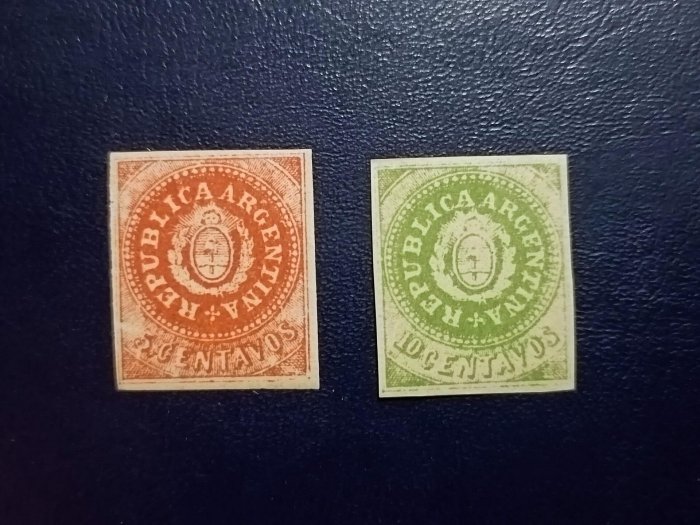 REPUBLICA ARGENTINA
5 CENTAVOS
REPUBLICA ARGENTINA
10 CENTAVOS